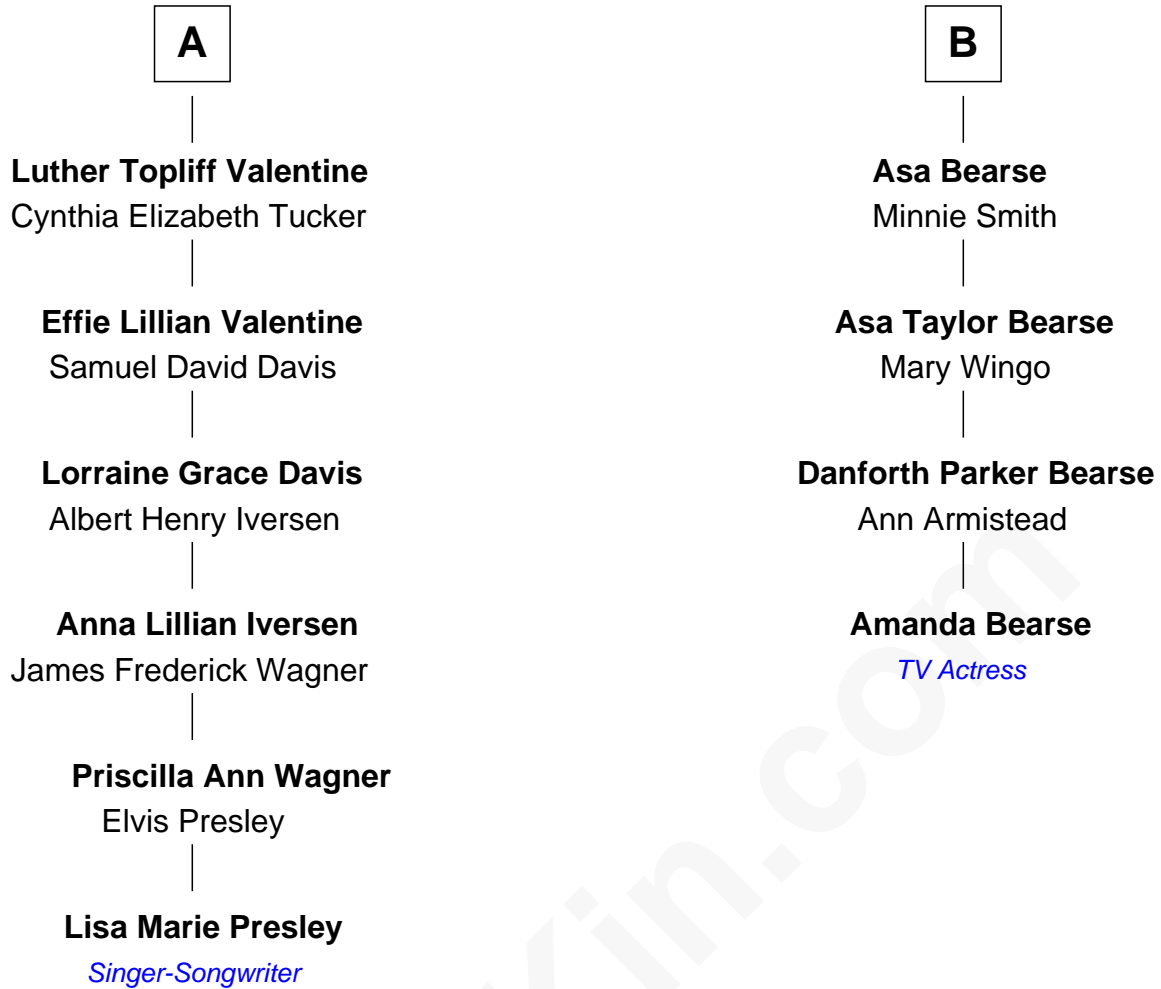 A
Luther Topliff Valentine
Cynthia Elizabeth Tucker
Effie Lillian Valentine
Samuel David Davis
Lorraine Grace Davis
Albert Henry Iversen
Anna Lillian Iversen
James Frederick Wagner
Priscilla Ann Wagner
Elvis Presley
Lisa Marie Presley
Singer-Songwriter
B
Asa Bearse
Minnie Smith
Asa Taylor Bearse
Mary Wingo
Danforth Parker Bearse
Ann Armistead
Amanda Bearse
TV Actress
Kin.com